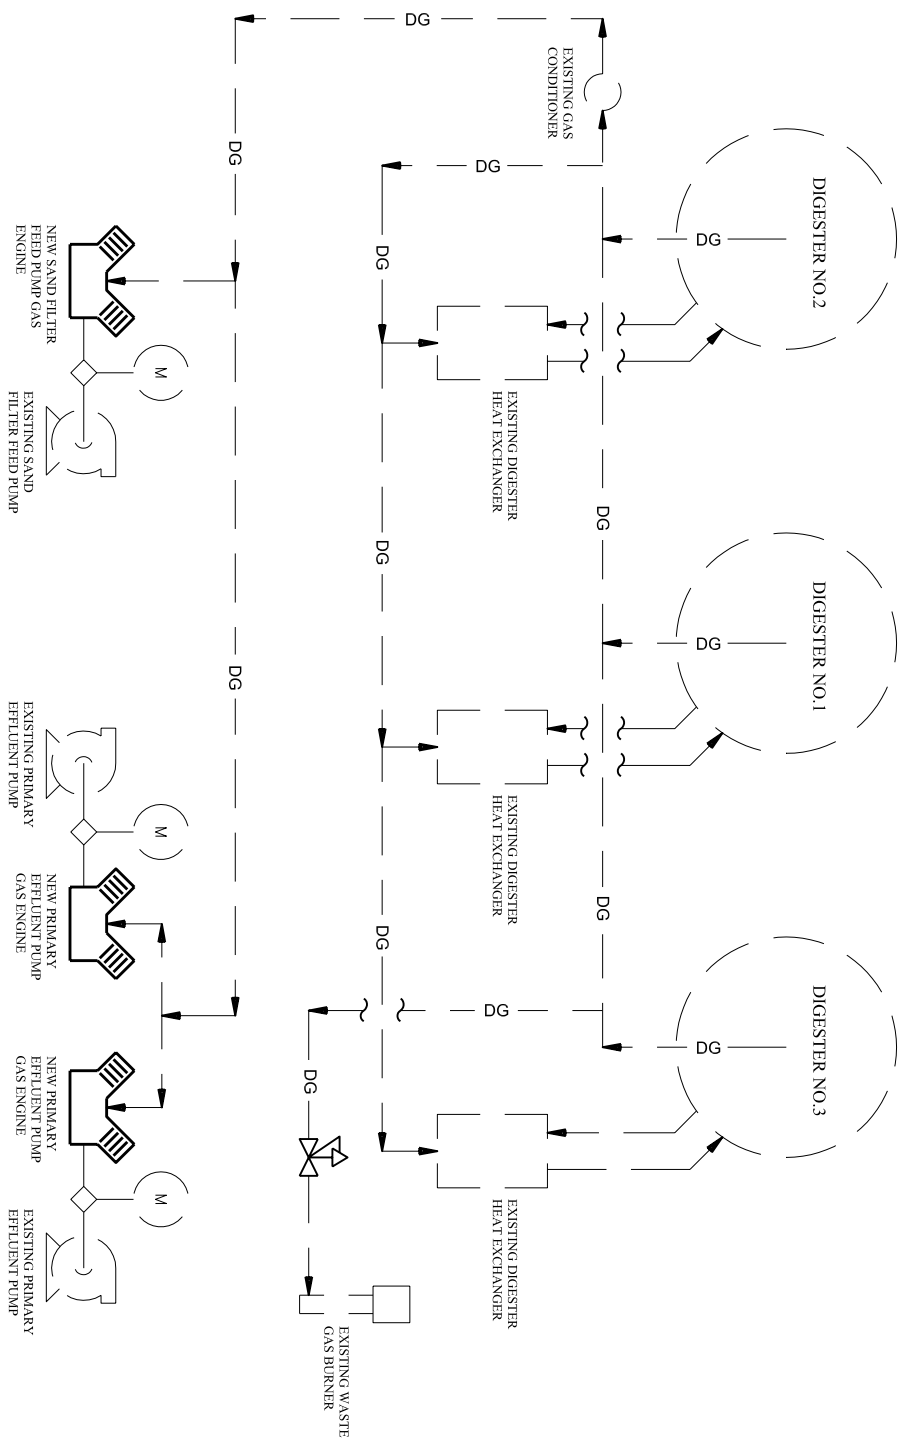 DIGESTER NO.2
DIGESTER NO.1
DIGESTER NO.3
DG
DG
DG
DG
DG
EXISTING GAS
CONDITIONER
EXISTING DIGESTER
HEAT EXCHANGER
EXISTING DIGESTER
HEAT EXCHANGER
EXISTING DIGESTER
HEAT EXCHANGER
DG
DG
DG
DG
DG
DG
EXISTING WASTE
GAS BURNER
DG
DG
DG
M
M
M
NEW SAND FILTER
FEED PUMP GAS
ENGINE
EXISTING SAND
FILTER FEED PUMP
EXISTING PRIMARY
EFFLUENT PUMP
NEW PRIMARY
EFFLUENT PUMP
GAS ENGINE
NEW PRIMARY
EFFLUENT PUMP
GAS ENGINE
EXISTING PRIMARY
EFFLUENT PUMP